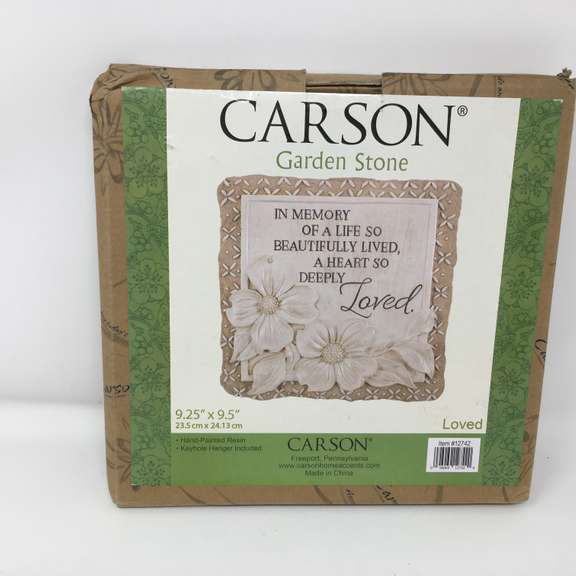 CARSON®
Garden Stone
IN MEMORY
OF A LIFE SO
BEAUTIFULLY LIVED,
A HEART SO
DEEPLY
Loved.
9.25" x 9.5"
23.5 cm x 24.13 cm
Loved
• Hand-Painted Resin
• Keyhole Hanger Included
CARSON®
Freeport, Pennsylvania
www.carsonhomeaccents.com
Made in China
Item #12742
CARSON